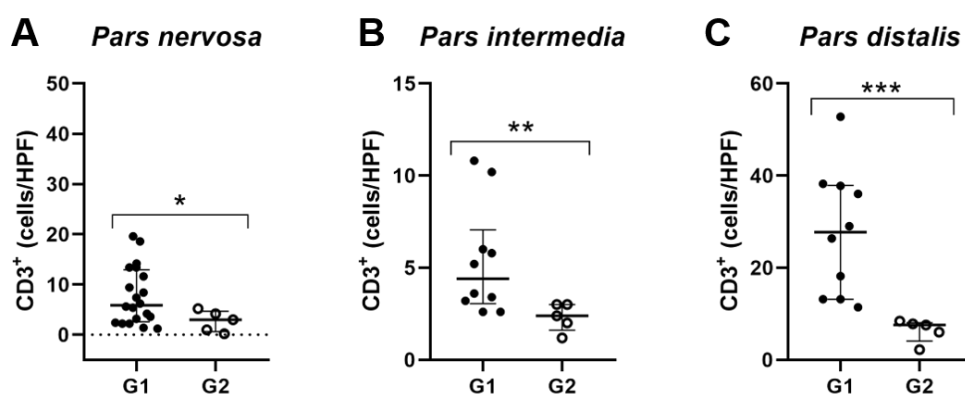 A Pars nervosa
CD3+ (cells/HPF)
50
40
30
20
10
0
*
G1 G2
B Pars intermedia
CD3+ (cells/HPF)
15
10
5
0
**
G1 G2
C Pars distalis
CD3+ (cells/HPF)
60
40
20
0
***
G1 G2